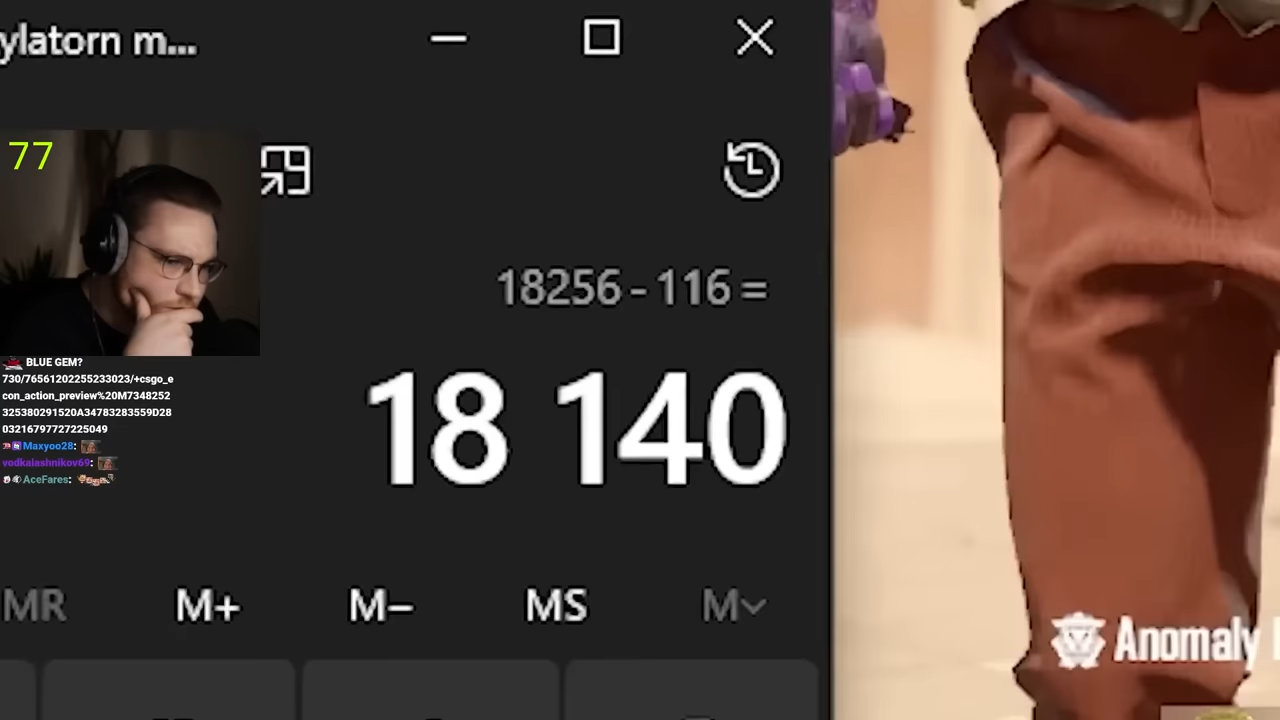 ylatorn m...
77
18256 - 116 =
18 140
BLUE GEM?
730/76561202255233023/+csgo_e
con_action_preview%20M7348252
325380291520A34783283559D28
03216797727225049
Maxyoo28:
vodkalashnikov69:
AceFares:
MR M+ M− MS M
Anomaly